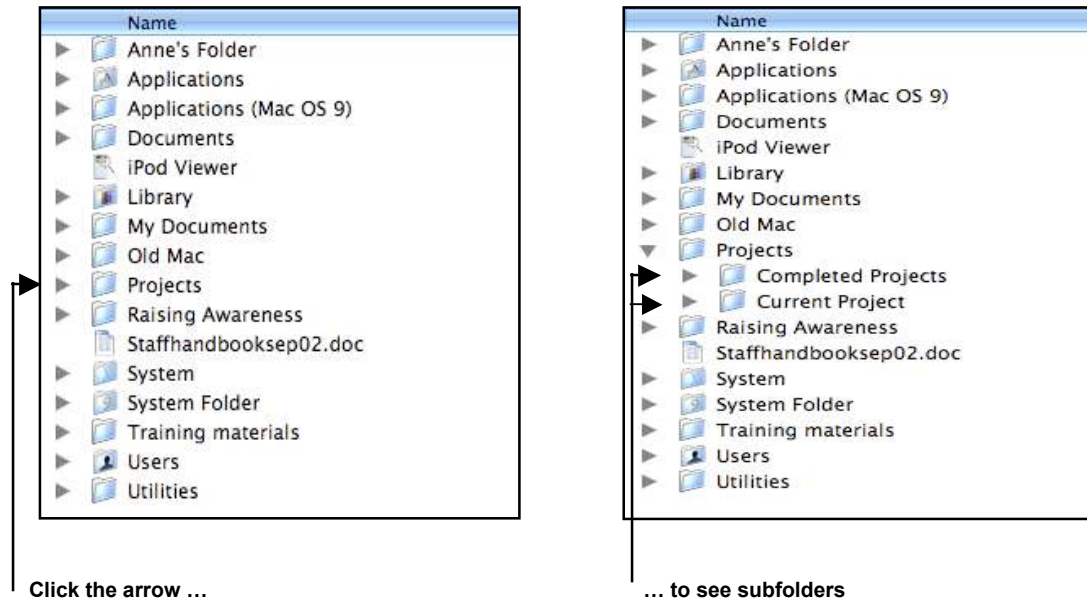 Name
Anne's Folder
Applications
Applications (Mac OS 9)
Documents
iPod Viewer
Library
My Documents
Old Mac
Projects
Raising Awareness
Staffhandbooksep02.doc
System
System Folder
Training materials
Users
Utilities
Click the arrow …
Name
Anne's Folder
Applications
Applications (Mac OS 9)
Documents
iPod Viewer
Library
My Documents
Old Mac
Projects
Completed Projects
Current Project
Raising Awareness
Staffhandbooksep02.doc
System
System Folder
Training materials
Users
Utilities
… to see subfolders